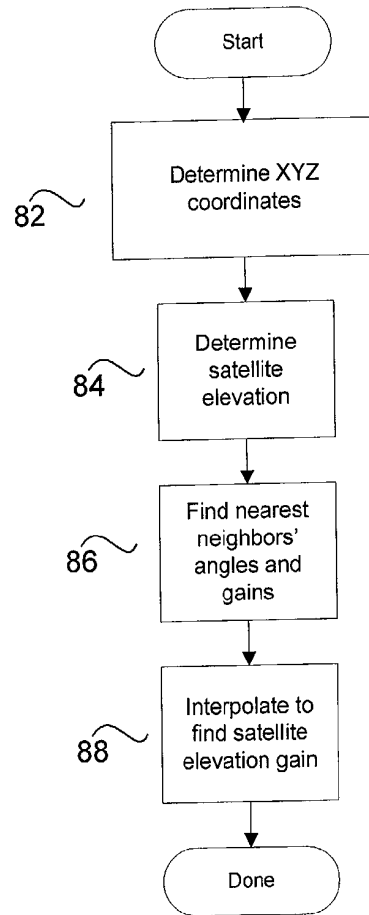 Start
Determine XYZ
coordinates
82
Determine
satellite
elevation
84
Find nearest
neighbors'
angles and
gains
86
Interpolate to
find satellite
elevation gain
88
Done